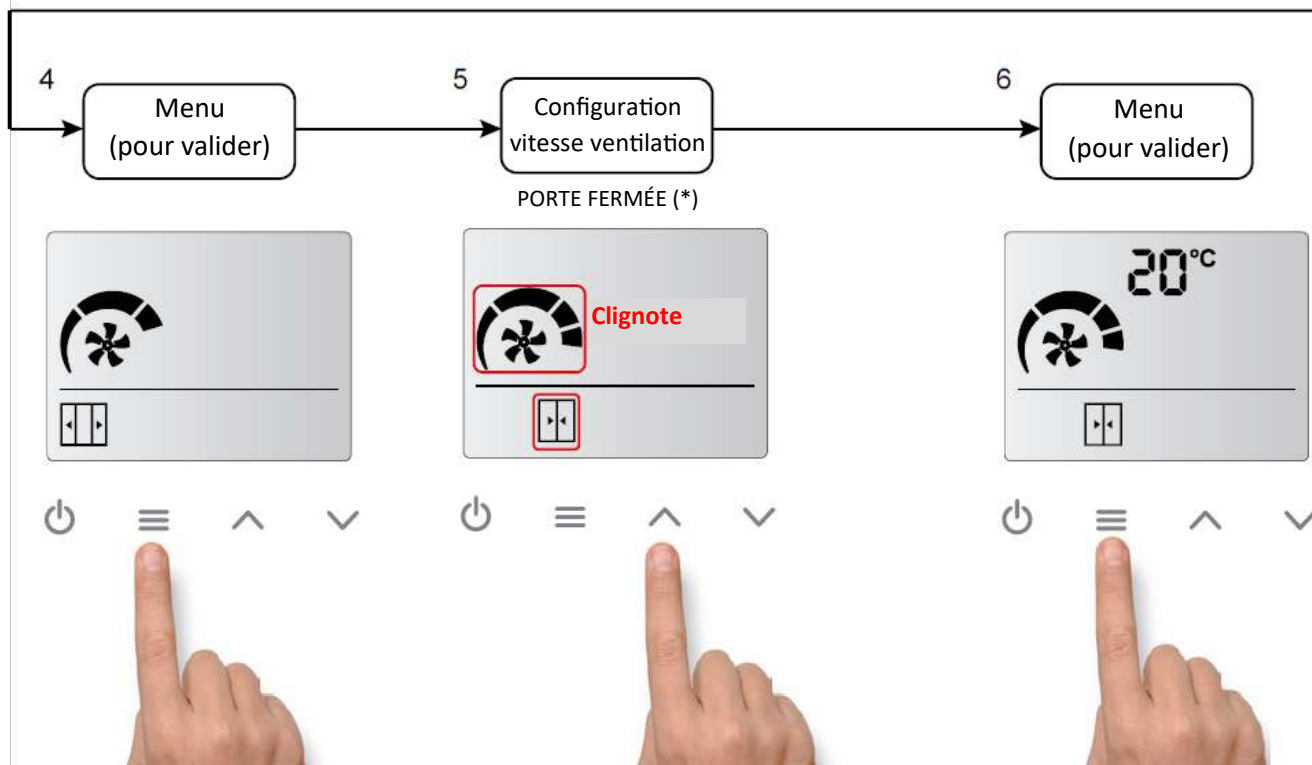 4
Menu
(pour valider)
5
Configuration
vitesse ventilation
6
Menu
(pour valider)
PORTE FERMÉE (*)
Clignote
20°C